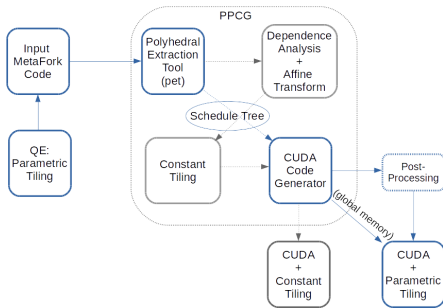 PPCG
Input
MetaFork
Code
Polyhedral
Extraction
Tool
(pet)
Dependence
Analysis
+
Affine
Transform
Schedule Tree
QE:
Parametric
Tiling
Constant
Tiling
CUDA
Code
Generator
Post-
Processing
(global memory)
CUDA
+
Constant
Tiling
CUDA
+
Parametric
Tiling